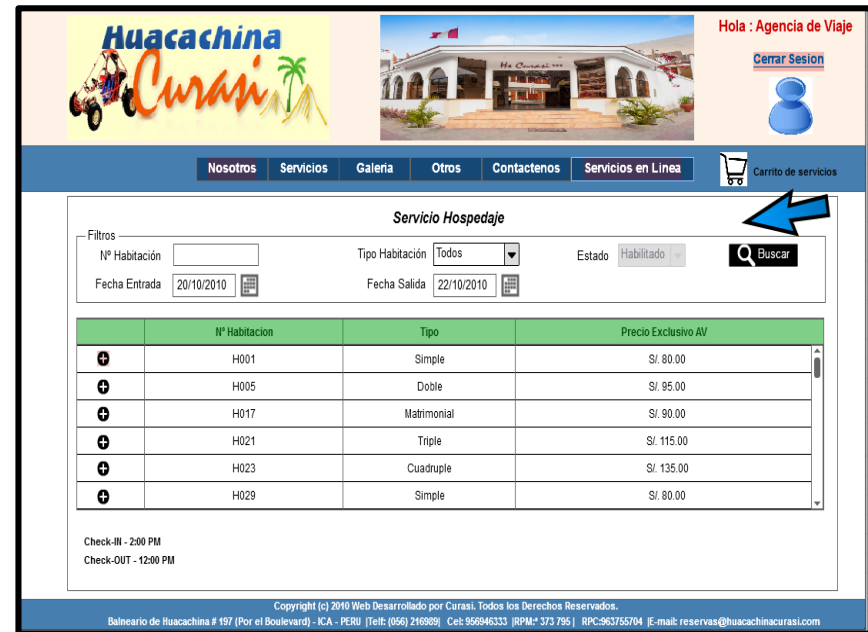 Huacachina
Curasi
Ha Curasi ***
Hola : Agencia de Viaje
Cerrar Sesion
Nosotros Servicios Galeria Otros Contactenos Servicios en Linea Carrito de servicios
Servicio Hospedaje
Filtros
Nº Habitación Tipo Habitación Todos Estado Habilitado Buscar
Fecha Entrada 20/10/2010 Fecha Salida 22/10/2010
Nº Habitacion Tipo Precio Exclusivo AV
H001 Simple S/. 80.00
H005 Doble S/. 95.00
H017 Matrimonial S/. 90.00
H021 Triple S/. 115.00
H023 Cuadruple S/. 135.00
H029 Simple S/. 80.00
Check-IN - 2:00 PM
Check-OUT - 12:00 PM
Copyright (c) 2010 Web Desarrollado por Curasi. Todos los Derechos Reservados.
Balneario de Huacachina # 197 (Por el Boulevard) - ICA - PERU |Telf: (056) 216989| Cel: 956946333 |RPM:* 373 795 | RPC:963755704 |E-mail: reservas@huacachinacurasi.com